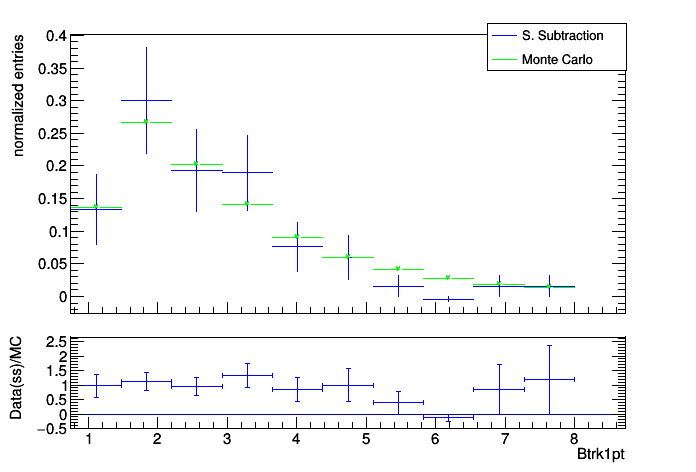 S. Subtraction
Monte Carlo
normalized entries
0.4
0.35
0.3
0.25
0.2
0.15
0.1
0.05
0
Data(ss)/MC
2.5
2
1.5
1
0.5
0
−0.5
1 2 3 4 5 6 7 8
Btrk1pt